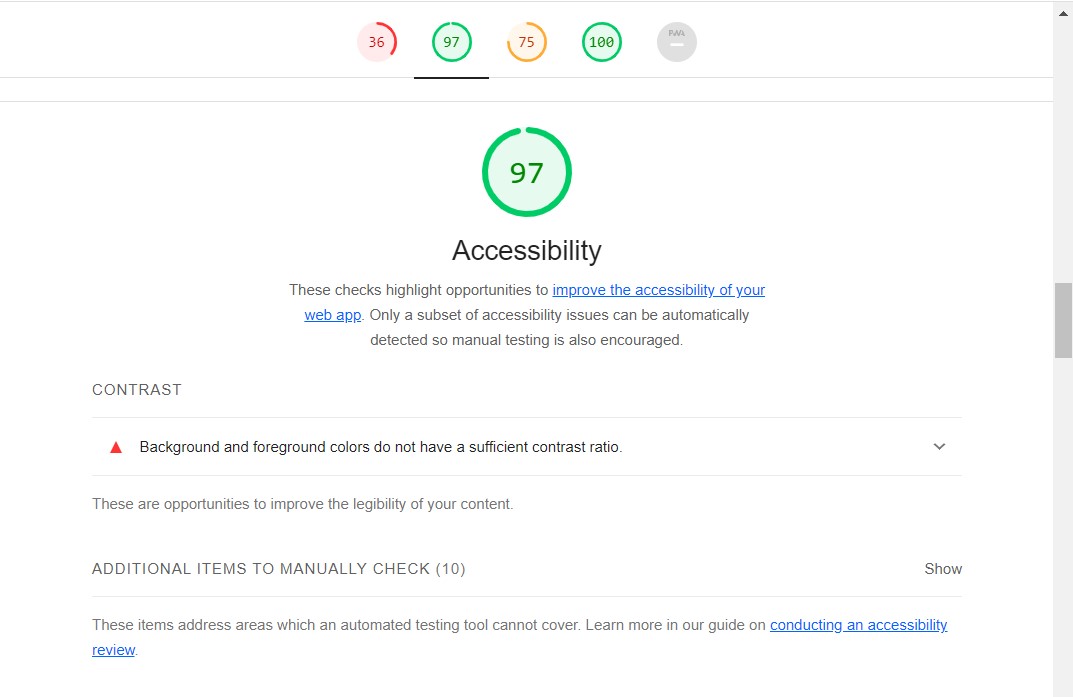 36 97 75 100 PWA
97
Accessibility
These checks highlight opportunities to improve the accessibility of your
web app. Only a subset of accessibility issues can be automatically
detected so manual testing is also encouraged.
CONTRAST
Background and foreground colors do not have a sufficient contrast ratio.
These are opportunities to improve the legibility of your content.
ADDITIONAL ITEMS TO MANUALLY CHECK (10) Show
These items address areas which an automated testing tool cannot cover. Learn more in our guide on conducting an accessibility
review.